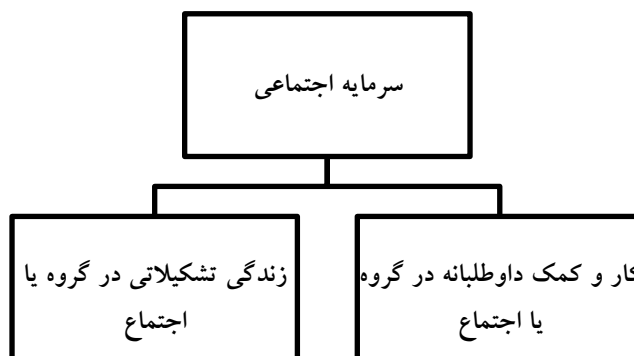 سرمایه اجتماعی
کار و کمک داوطلبانه در گروه
یا اجتماع
زندگی تشکیلاتی در گروه یا
اجتماع